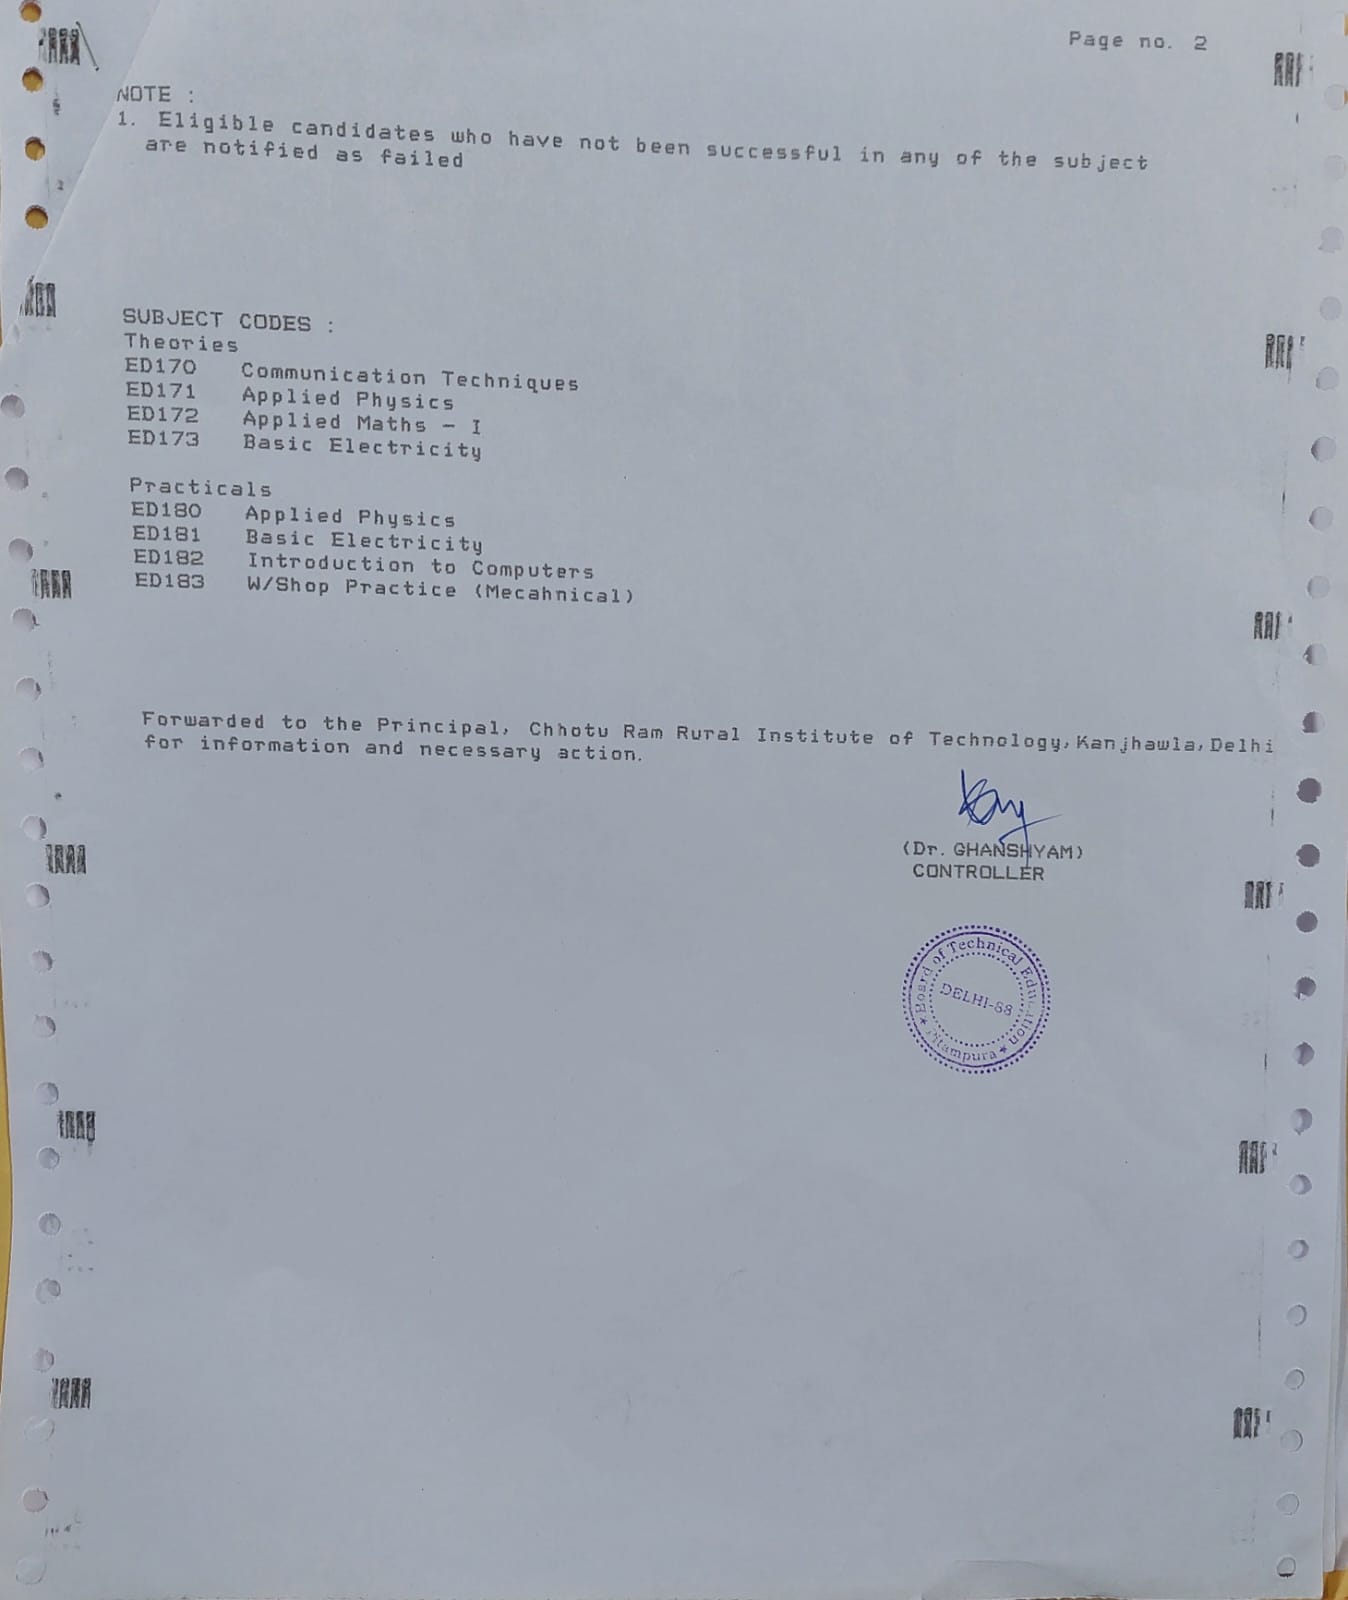 Page no. 2
NOTE :
1. Eligible candidates who have not been successful in any of the subject
are notified as failed
SUBJECT CODES :
Theories
ED170 Communication Techniques
ED171 Applied Physics
ED172 Applied Maths - I
ED173 Basic Electricity
Practicals
ED180 Applied Physics
ED181 Basic Electricity
ED182 Introduction to Computers
ED183 W/Shop Practice (Mecahnical)
Forwarded to the Principal, Chhotu Ram Rural Institute of Technology,Kanjhawla,Delhi
for information and necessary action.
(Dr. GHANSHYAM)
CONTROLLER
Board of Technical Education
DELHI-88
Pitampura